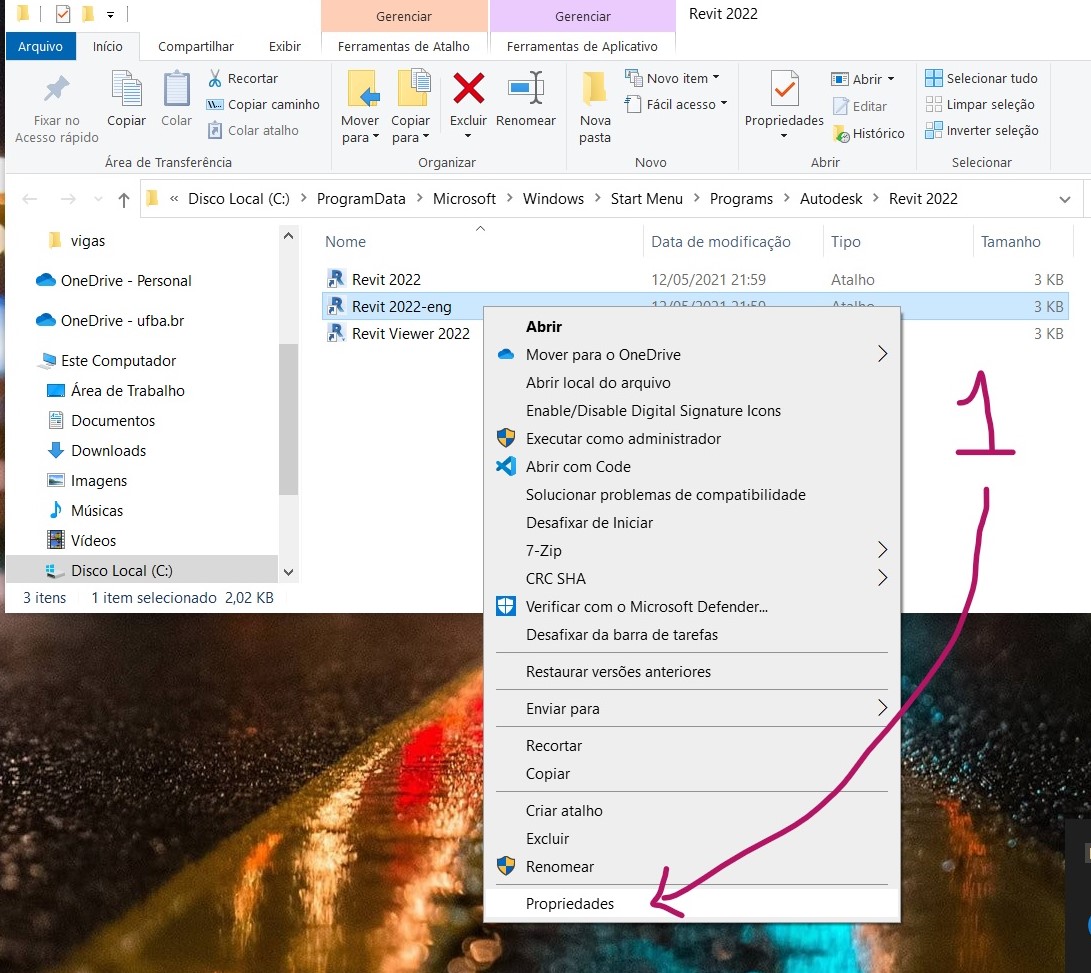 Gerenciar
Gerenciar
Revit 2022
Arquivo
Início
Compartilhar
Exibir
Ferramentas de Atalho
Ferramentas de Aplicativo
Fixar no
Acesso rápido
Copiar
Colar
Recortar
Copiar caminho
Colar atalho
Área de Transferência
Mover
para
Copiar
para
Excluir
Renomear
Organizar
Nova
pasta
Novo item
Fácil acesso
Novo
Propriedades
Abrir
Editar
Histórico
Abrir
Selecionar tudo
Limpar seleção
Inverter seleção
Selecionar
« Disco Local (C:) > ProgramData > Microsoft > Windows > Start Menu > Programs > Autodesk > Revit 2022
vigas
OneDrive - Personal
OneDrive - ufba.br
Este Computador
Área de Trabalho
Documentos
Downloads
Imagens
Músicas
Vídeos
Disco Local (C:)
Nome
Data de modificação
Tipo
Tamanho
Revit 2022
12/05/2021 21:59
Atalho
3 KB
Revit 2022-eng
12/05/2021 21:59
Atalho
3 KB
Revit Viewer 2022
3 KB
3 itens
1 item selecionado 2,02 KB
Abrir
Mover para o OneDrive
Abrir local do arquivo
Enable/Disable Digital Signature Icons
Executar como administrador
Abrir com Code
Solucionar problemas de compatibilidade
Desafixar de Iniciar
7-Zip
CRC SHA
Verificar com o Microsoft Defender...
Desafixar da barra de tarefas
Restaurar versões anteriores
Enviar para
Recortar
Copiar
Criar atalho
Excluir
Renomear
Propriedades
1